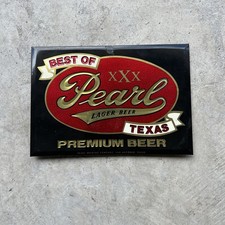 BEST OF
xXx
Pearl
LAGER BEER
TEXAS
PREMIUM BEER